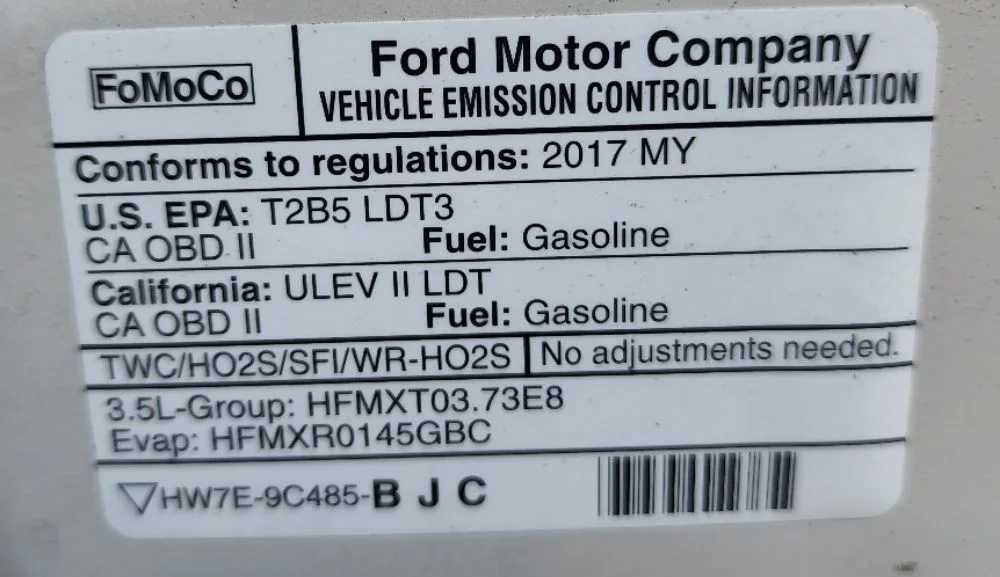 FoMoCo
Ford Motor Company
VEHICLE EMISSION CONTROL INFORMATION
Conforms to regulations: 2017 MY
U.S. EPA: T2B5 LDT3
CA OBD II Fuel: Gasoline
California: ULEV II LDT
CA OBD II Fuel: Gasoline
TWC/HO2S/SFI/WR-HO2S No adjustments needed.
3.5L-Group: HFMXT03.73E8
Evap: HFMXR0145GBC
HW7E-9C485-B J C